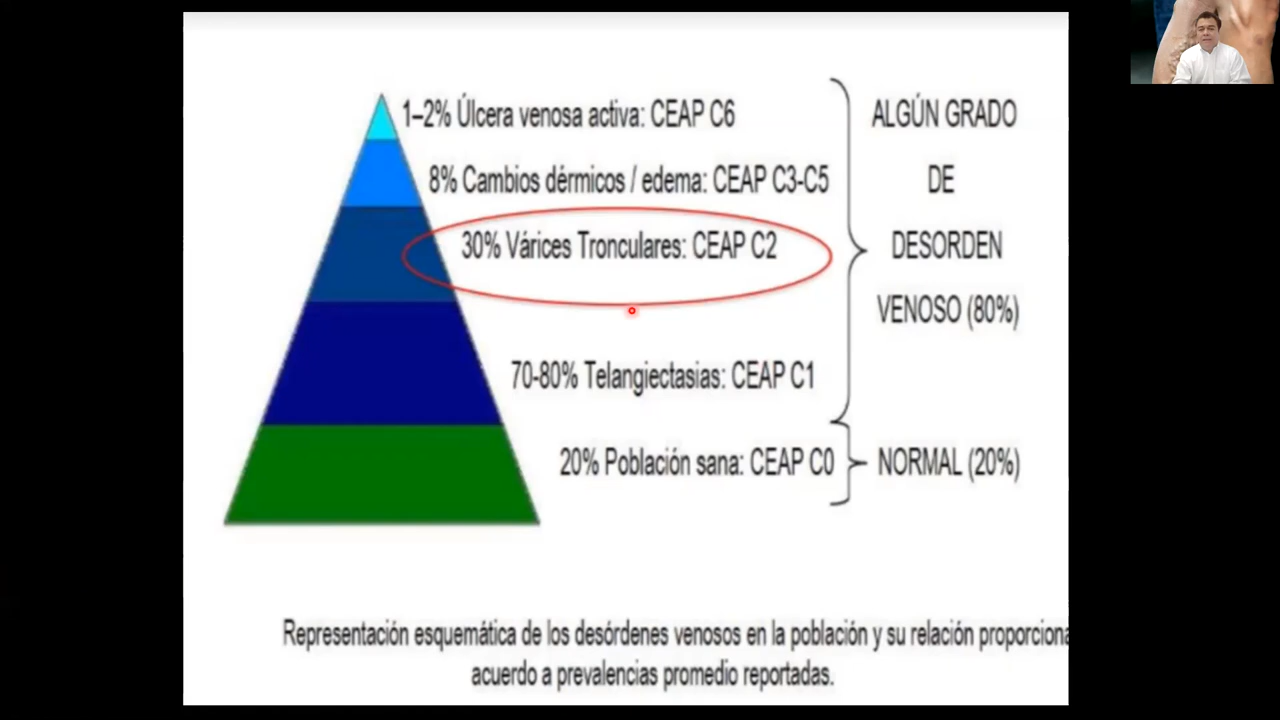 1–2% Úlcera venosa activa: CEAP C6
8% Cambios dérmicos / edema: CEAP C3-C5
30% Várices Tronculares: CEAP C2
70-80% Telangiectasias: CEAP C1
20% Población sana: CEAP C0
ALGÚN GRADO
DE
DESORDEN
VENOSO (80%)
NORMAL (20%)
Representación esquemática de los desórdenes venosos en la población y su relación proporciona
acuerdo a prevalencias promedio reportadas.